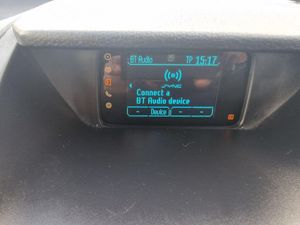 BT Audio TP 15:17
SYNC
Connect a
BT Audio device
- Device - -